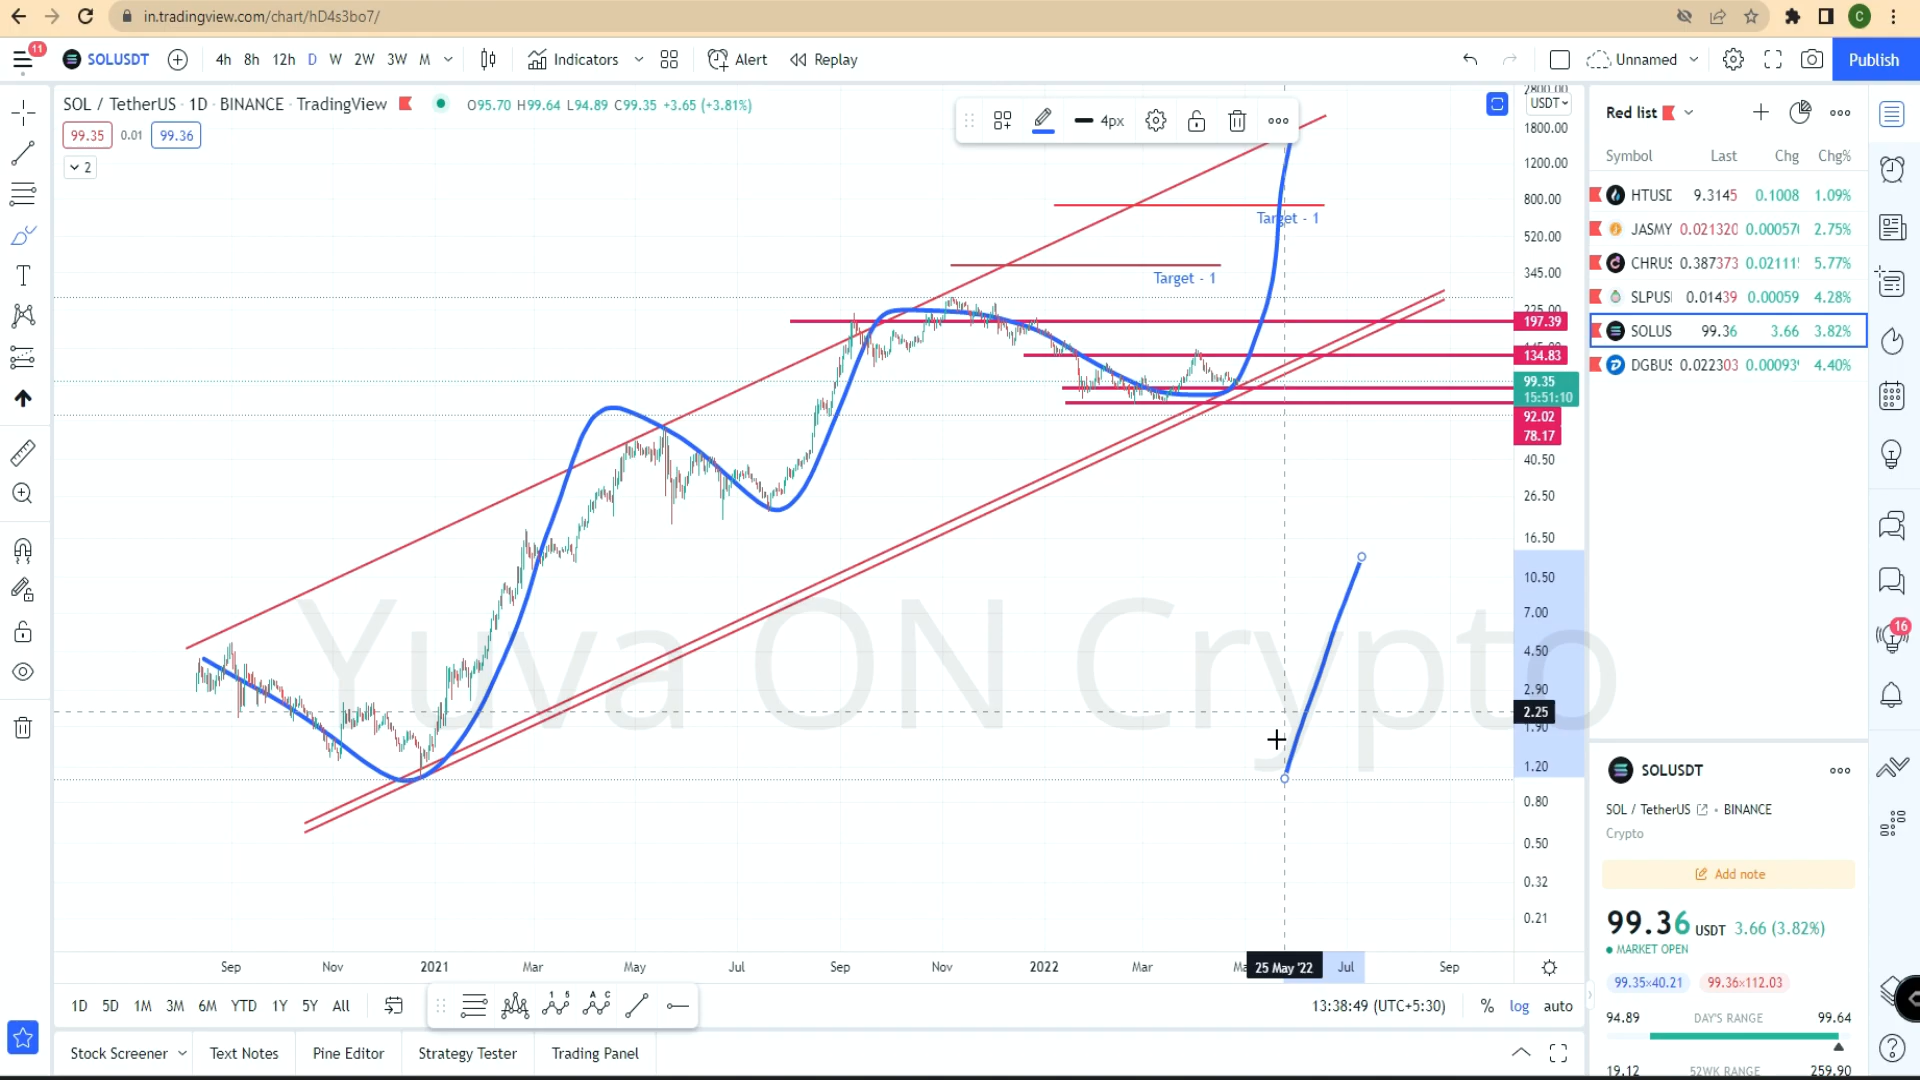 in.tradingview.com/chart/hD4s3bo7/
C
11
SOLUSDT
4h 8h 12h D W 2W 3W M
Indicators
Alert
Replay
Unnamed
Publish
SOL / TetherUS · 1D · BINANCE · TradingView
O95.70 H99.64 L94.89 C99.35 +3.65 (+3.81%)
99.35 0.01 99.36
2
4px
USDT
1800.00
1200.00
800.00
520.00
345.00
197.39
134.83
99.35
15:51:10
92.02
78.17
40.50
26.50
16.50
10.50
7.00
4.50
2.90
2.25
1.90
1.20
0.80
0.50
0.32
0.21
Target - 1
Target - 1
Yuva ON Crypto
Sep Nov 2021 Mar May Jul Sep Nov 2022 Mar 25 May '22 Jul Sep
1D 5D 1M 3M 6M YTD 1Y 5Y All
13:38:49 (UTC+5:30) % log auto
Stock Screener Text Notes Pine Editor Strategy Tester Trading Panel
Red list
Symbol Last Chg Chg%
HTUSD 9.3145 0.1008 1.09%
JASMY 0.021320 0.00057 2.75%
CHRUS 0.387373 0.02111 5.77%
SLPUS 0.01439 0.00059 4.28%
SOLUS 99.36 3.66 3.82%
DGBUS 0.022303 0.00093 4.40%
16
SOLUSDT
SOL / TetherUS · BINANCE
Crypto
Add note
99.36 USDT 3.66 (3.82%)
MARKET OPEN
99.35×40.21 99.36×112.03
94.89 DAY'S RANGE 99.64
19.12 52WK RANGE 259.90